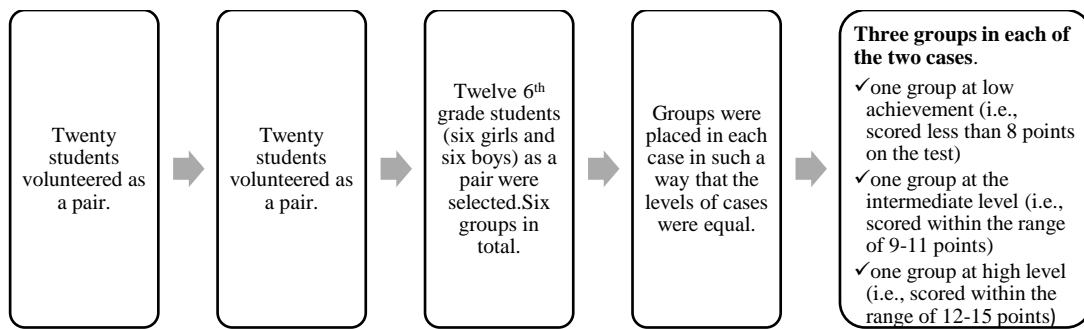 Twenty
students
volunteered as
a pair.
Twenty
students
volunteered as
a pair.
Twelve 6th
grade students
(six girls and
six boys) as a
pair were
selected.Six
groups in
total.
Groups were
placed in each
case in such a
way that the
levels of cases
were equal.
Three groups in each of
the two cases.
✓one group at low
achievement (i.e.,
scored less than 8 points
on the test)
✓one group at the
intermediate level (i.e.,
scored within the range
of 9-11 points)
✓one group at high level
(i.e., scored within the
range of 12-15 points)